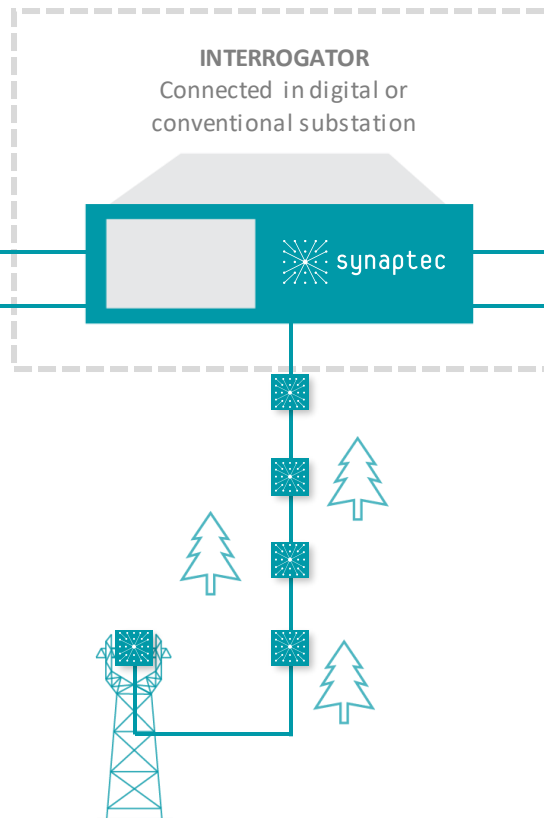 INTERROGATOR
Connected in digital or
conventional substation
synaptec